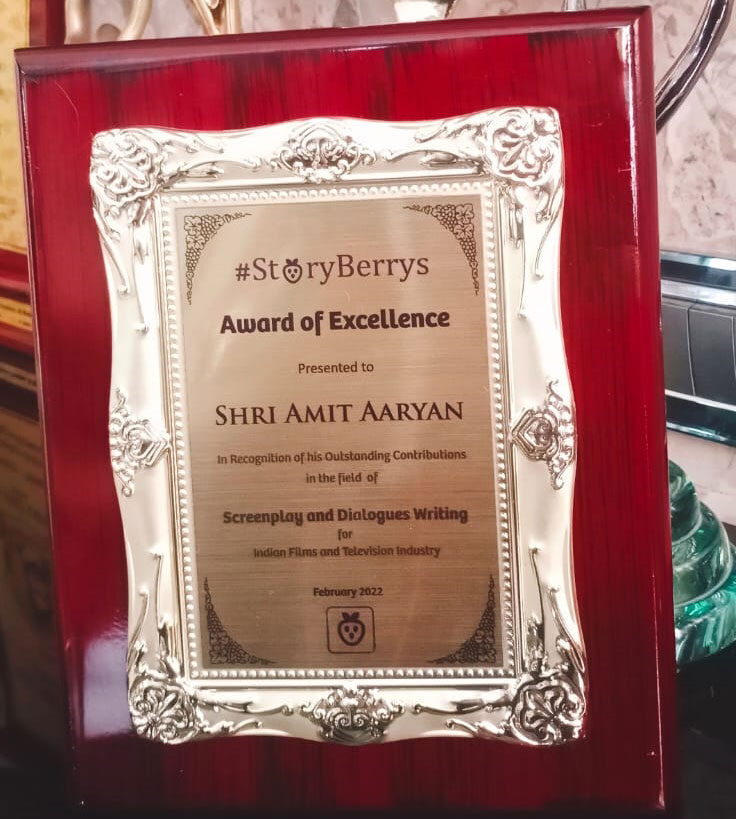 #StoryBerrys
Award of Excellence
Presented to
SHRI AMIT AARYAN
In Recognition of his Outstanding Contributions
in the field of
Screenplay and Dialogues Writing
for
Indian Films and Television Industry
February 2022